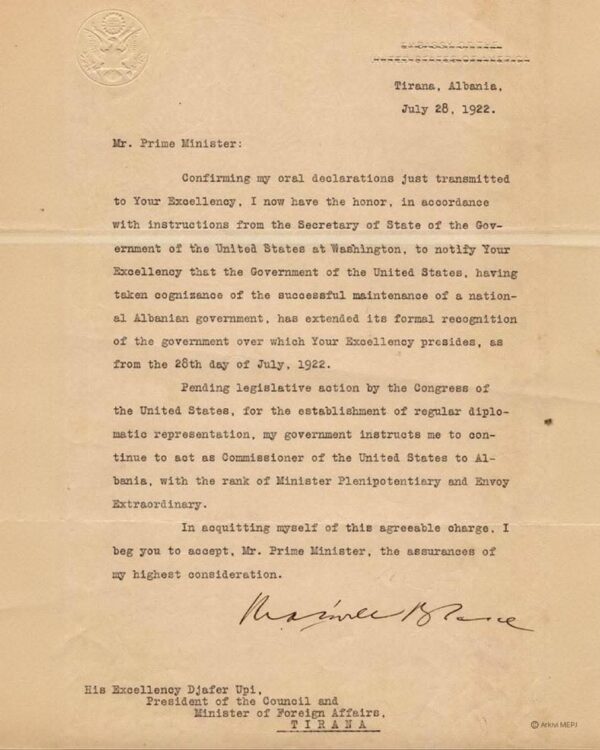 Tirana, Albania,
July 28, 1922.
Mr. Prime Minister:
Confirming my oral declarations just transmitted
to Your Excellency, I now have the honor, in accordance
with instructions from the Secretary of State of the Gov-
ernment of the United States at Washington, to notify Your
Excellency that the Government of the United States, having
taken cognizance of the successful maintenance of a nation-
al Albanian government, has extended its formal recognition
of the government over which Your Excellency presides, as
from the 28th day of July, 1922.
Pending legislative action by the Congress of
the United States, for the establishment of regular diplo-
matic representation, my government instructs me to con-
tinue to act as Commissioner of the United States to Al-
bania, with the rank of Minister Plenipotentiary and Envoy
Extraordinary.
In acquitting myself of this agreeable charge, I
beg you to accept, Mr. Prime Minister, the assurances of
my highest consideration.
Maxwell Blake
His Excellency Djafer Upi,
President of the Council and
Minister of Foreign Affairs,
TIRANA
© Arkivi MEPJ